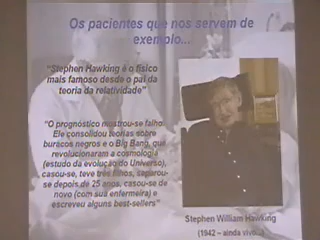 Os pacientes que nos servem de
exemplo...
"Stephen Hawking é o físico
mais famoso desde o pai da
teoria da relatividade"
"O prognóstico mostrou-se falho.
Ele consolidou teorias sobre
buracos negros e o Big Bang, que
revolucionaram a cosmologia
(estudo da evolução do Universo),
casou-se, teve três filhos, separou-
se depois de 25 anos, casou-se de
novo (com sua enfermeira) e
escreveu alguns best-sellers"
Stephen William Hawking
(1942 – ainda vivo...)